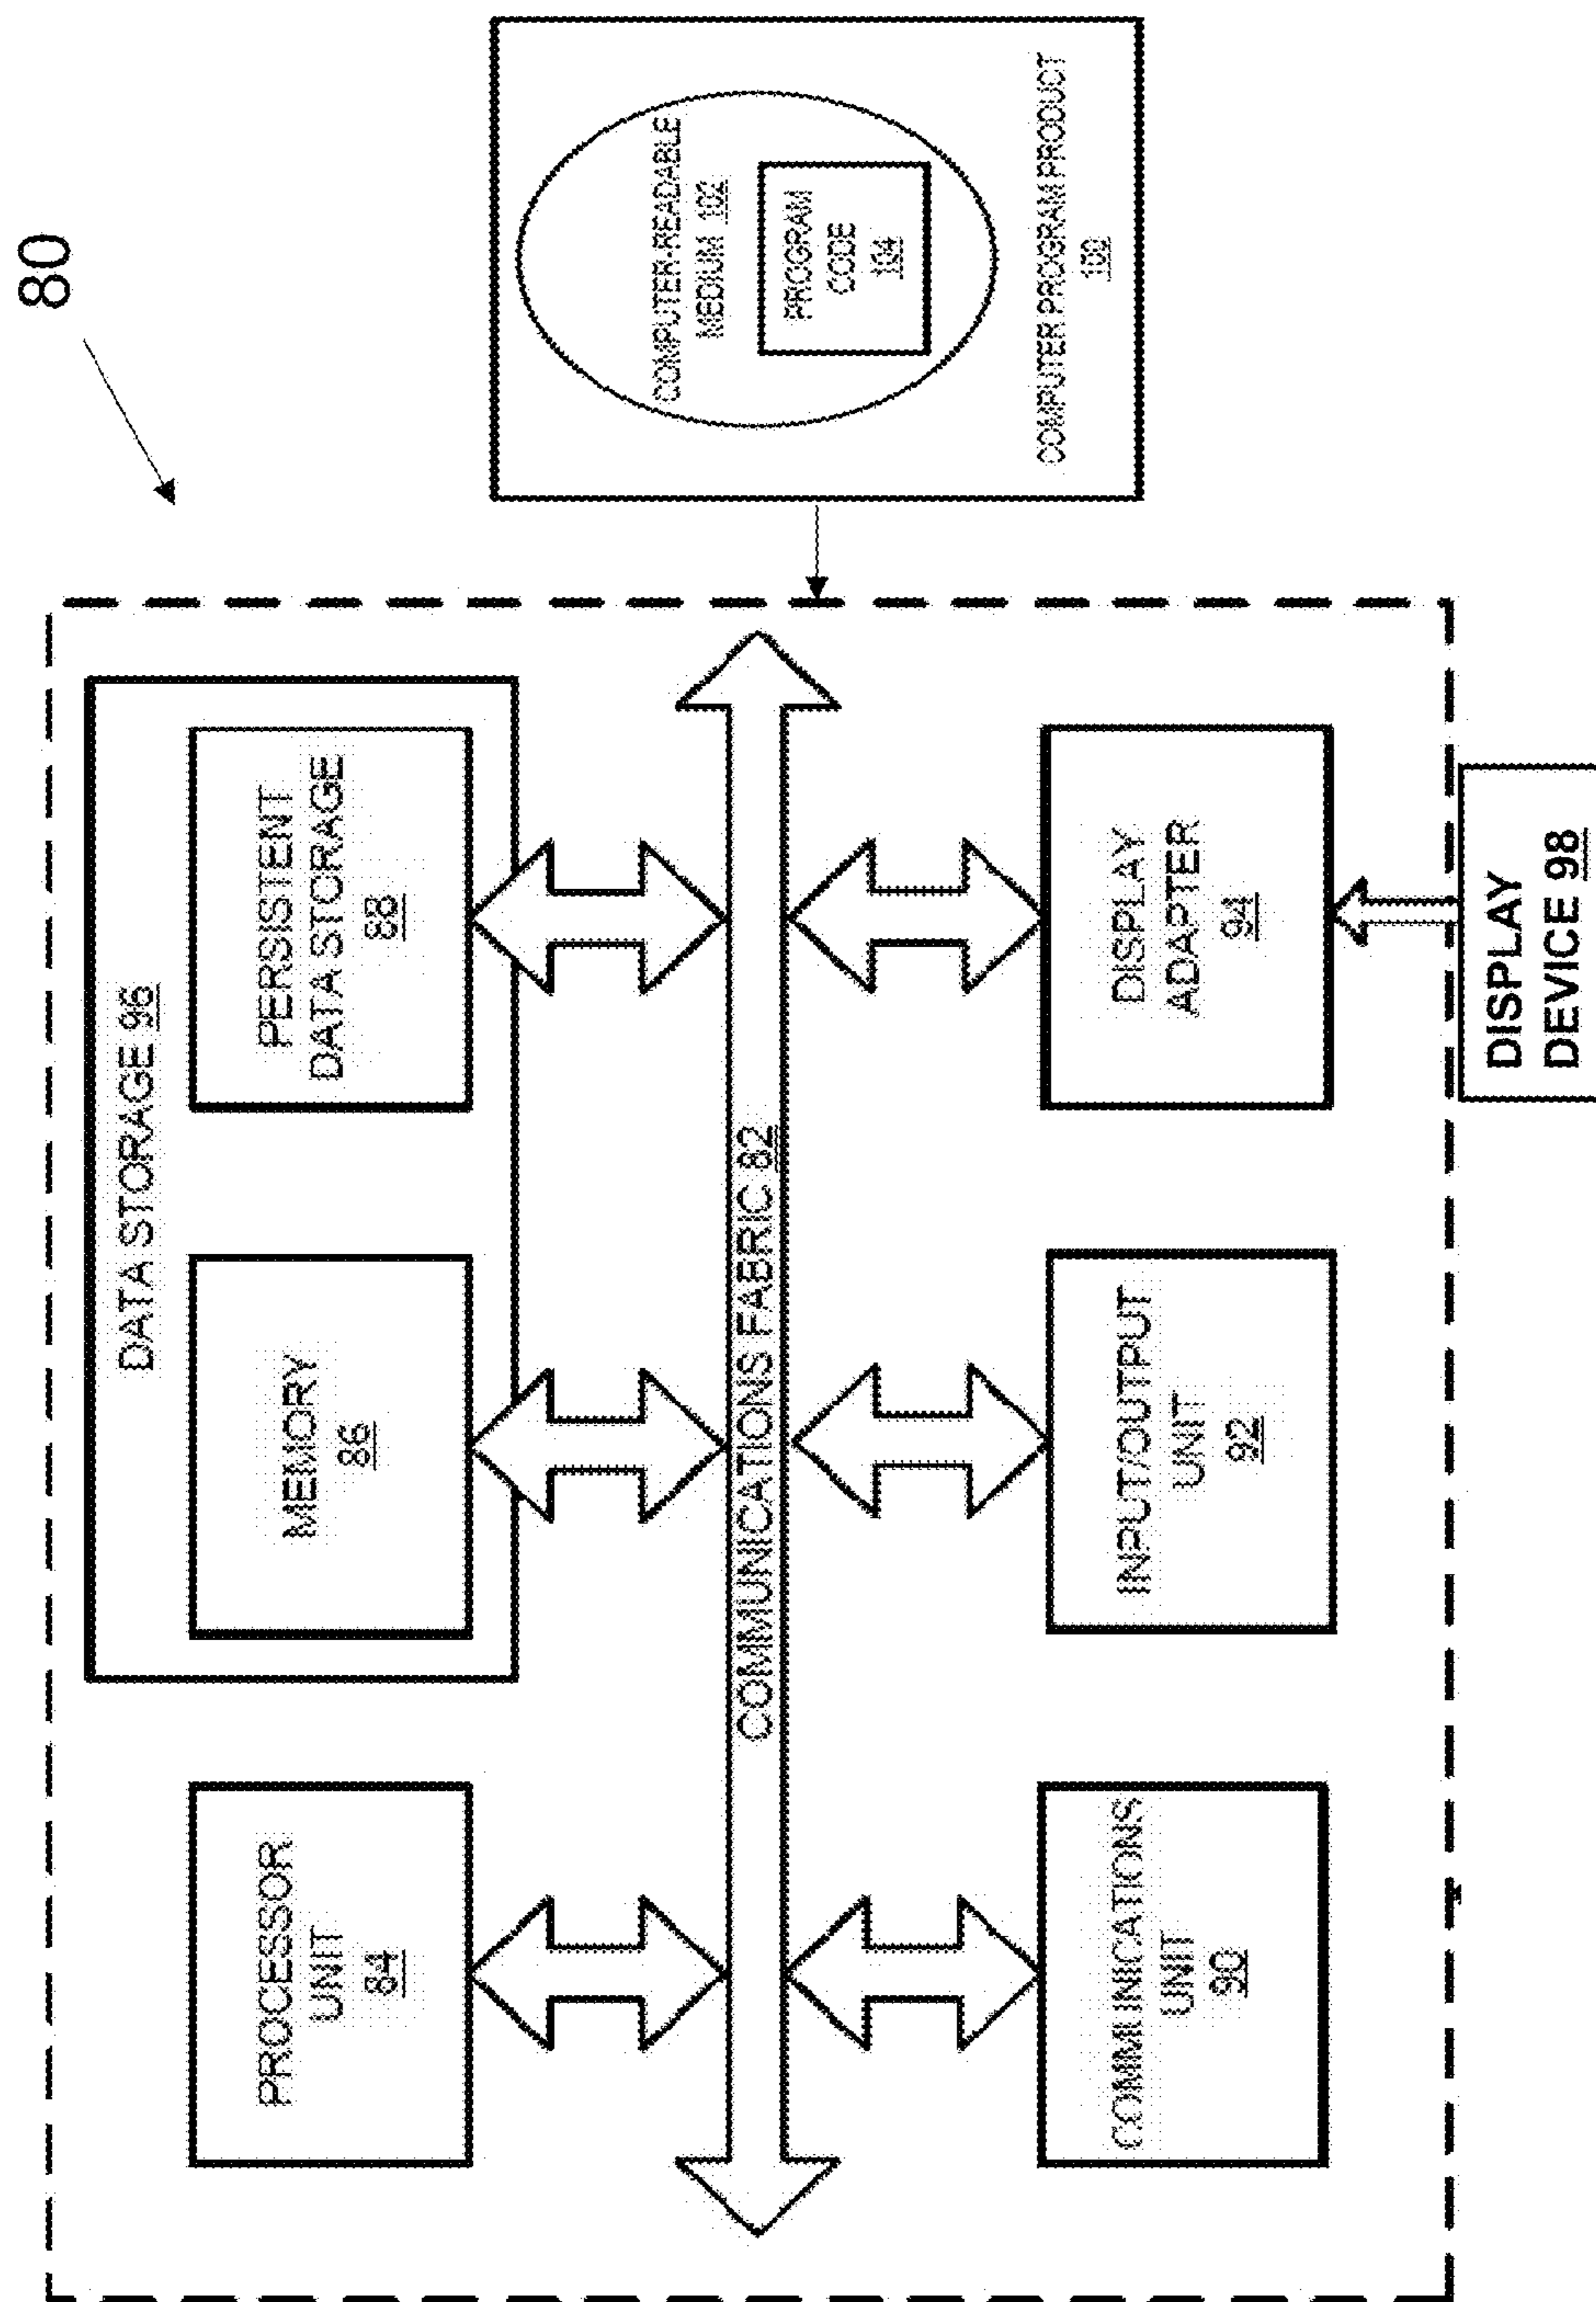 80
DATA STORAGE 96
PROCESSOR
UNIT
84
MEMORY
86
PERSISTENT
DATA STORAGE
88
COMMUNICATIONS FABRIC 82
COMMUNICATIONS
UNIT
90
INPUT/OUTPUT
UNIT
92
DISPLAY
ADAPTER
94
DISPLAY
DEVICE 98
COMPUTER-READABLE
MEDIUM 102
PROGRAM
CODE
104
COMPUTER PROGRAM PRODUCT
100